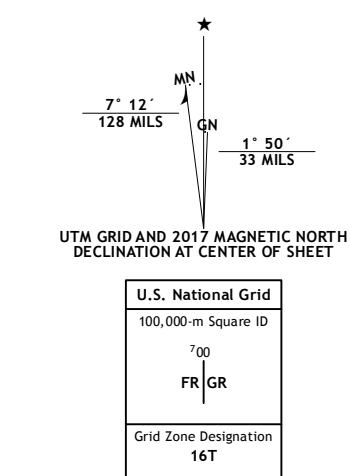 ★
MN
7° 12´
128 MILS
GN
1° 50´
33 MILS
UTM GRID AND 2017 MAGNETIC NORTH
DECLINATION AT CENTER OF SHEET
U.S. National Grid
100,000-m Square ID
⁷00
FR GR
Grid Zone Designation
16T